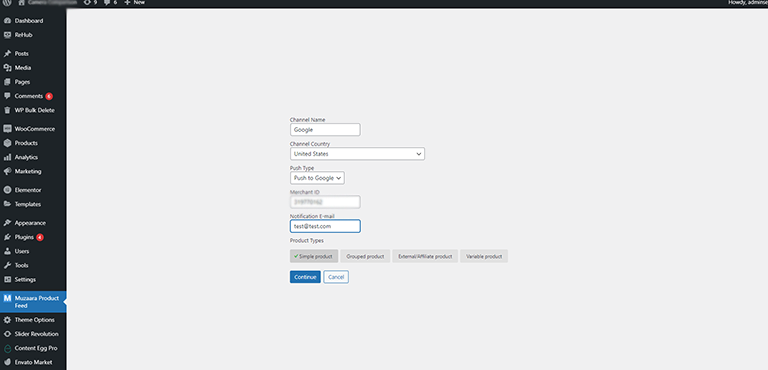 9
6
+ New
Howdy, adminse
Dashboard
ReHub
Posts
Media
Pages
Comments 6
WP Bulk Delete
WooCommerce
Products
Analytics
Marketing
Elementor
Templates
Appearance
Plugins 4
Users
Tools
Settings
Muzaara Product
Feed
Theme Options
Slider Revolution
Content Egg Pro
Envato Market
Channel Name
Google
Channel Country
United States
Push Type
Push to Google
Merchant ID
Notification E-mail
test@test.com
Product Types
✓ Simple product
Grouped product
External/Affiliate product
Variable product
Continue
Cancel